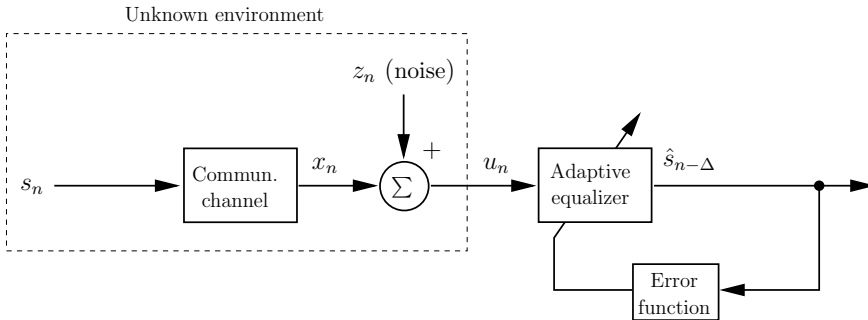 Unknown environment
z_n (noise)
+
s_n
Commun.
channel
x_n
∑
u_n
Adaptive
equalizer
ŝ_{n−Δ}
Error
function